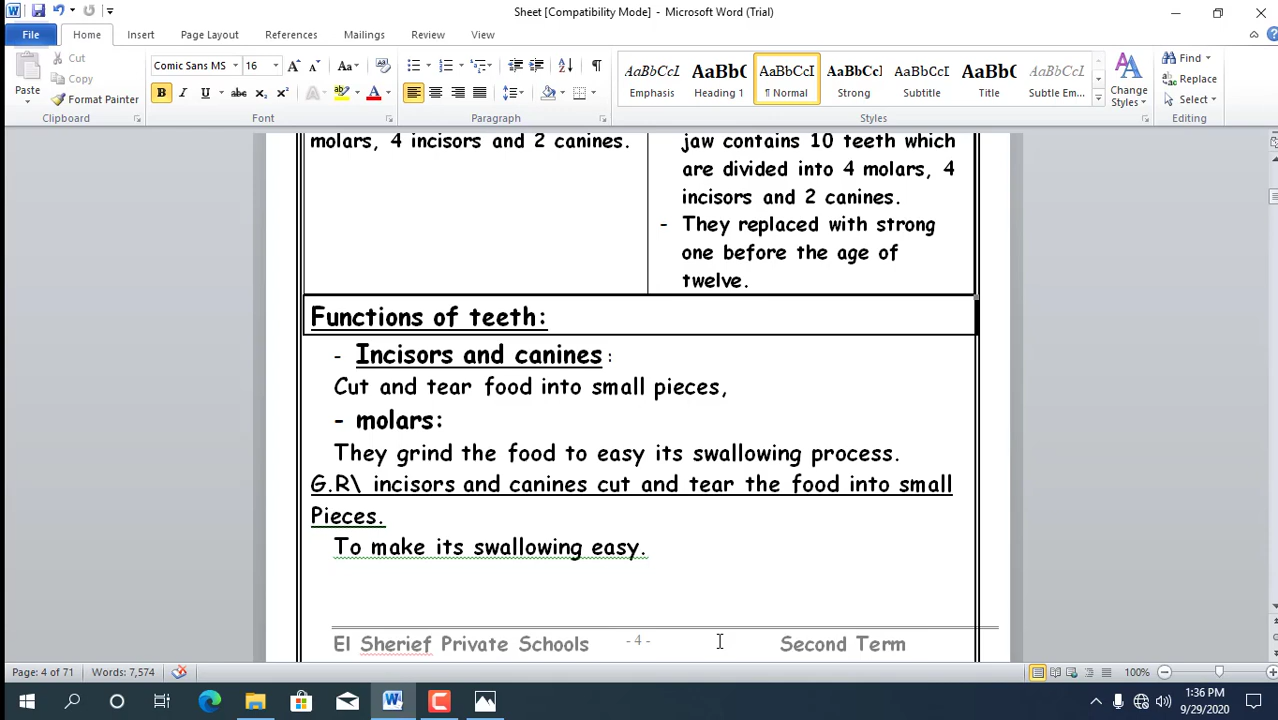 Sheet [Compatibility Mode] - Microsoft Word (Trial)
File Home Insert Page Layout References Mailings Review View
Paste Cut Copy Format Painter Clipboard
Comic Sans MS 16 Aa Font
B I U abc x₂ x² A A
Paragraph
AaBbCcI AaBb( AaBbCcI AaBbCcl AaBbCcI AaBb( AaBbCcI
Emphasis Heading 1 ¶ Normal Strong Subtitle Title Subtle Em...
Styles
Change Styles
Find Replace Select Editing
molars, 4 incisors and 2 canines.
jaw contains 10 teeth which
are divided into 4 molars, 4
incisors and 2 canines.
- They replaced with strong
one before the age of
twelve.
Functions of teeth:
- Incisors and canines :
Cut and tear food into small pieces,
- molars:
They grind the food to easy its swallowing process.
G.R\ incisors and canines cut and tear the food into small
Pieces.
To make its swallowing easy.
El Sherief Private Schools - 4 - Second Term
Page: 4 of 71 Words: 7,574 100%
1:36 PM
9/29/2020